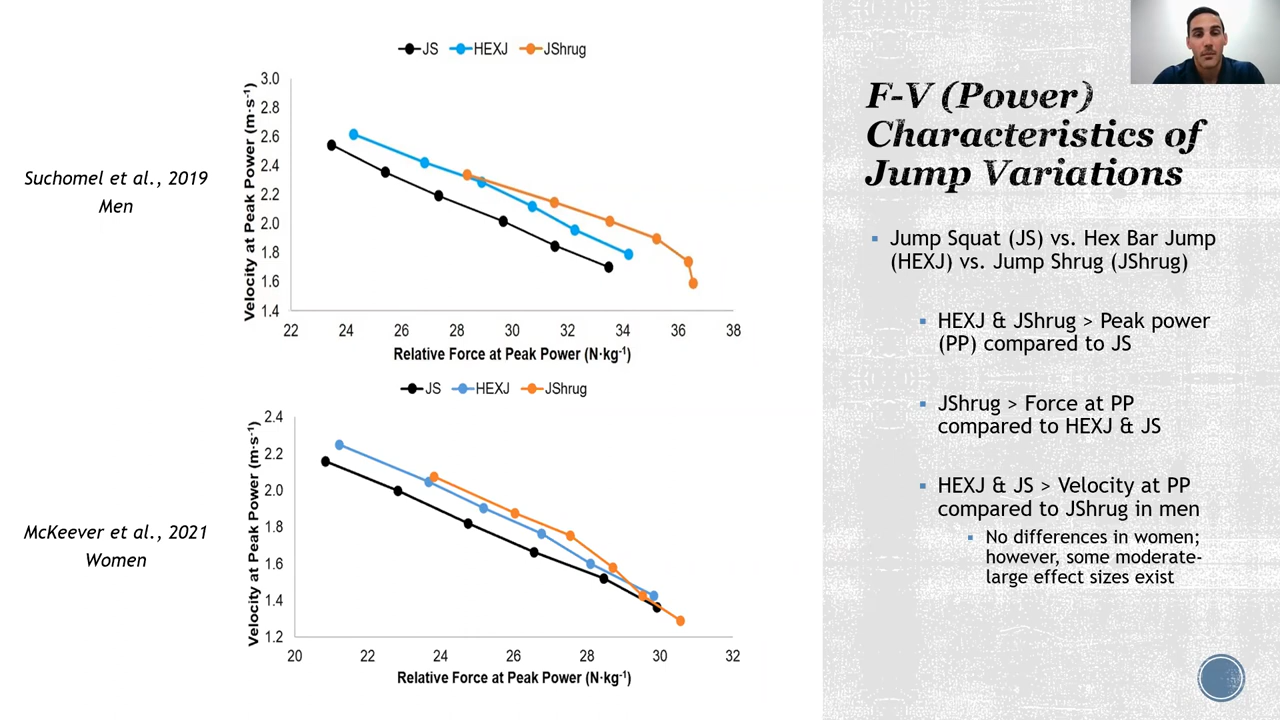 JS HEXJ JShrug
Velocity at Peak Power (m·s-1)
3.0
2.8
2.6
2.4
2.2
2.0
1.8
1.6
1.4
22 24 26 28 30 32 34 36 38
Relative Force at Peak Power (N·kg-1)
Suchomel et al., 2019
Men
JS HEXJ JShrug
Velocity at Peak Power (m·s-1)
2.4
2.2
2.0
1.8
1.6
1.4
1.2
20 22 24 26 28 30 32
Relative Force at Peak Power (N·kg-1)
McKeever et al., 2021
Women
F-V (Power)
Characteristics of
Jump Variations
Jump Squat (JS) vs. Hex Bar Jump
(HEXJ) vs. Jump Shrug (JShrug)
HEXJ & JShrug > Peak power
(PP) compared to JS
JShrug > Force at PP
compared to HEXJ & JS
HEXJ & JS > Velocity at PP
compared to JShrug in men
No differences in women;
however, some moderate-
large effect sizes exist